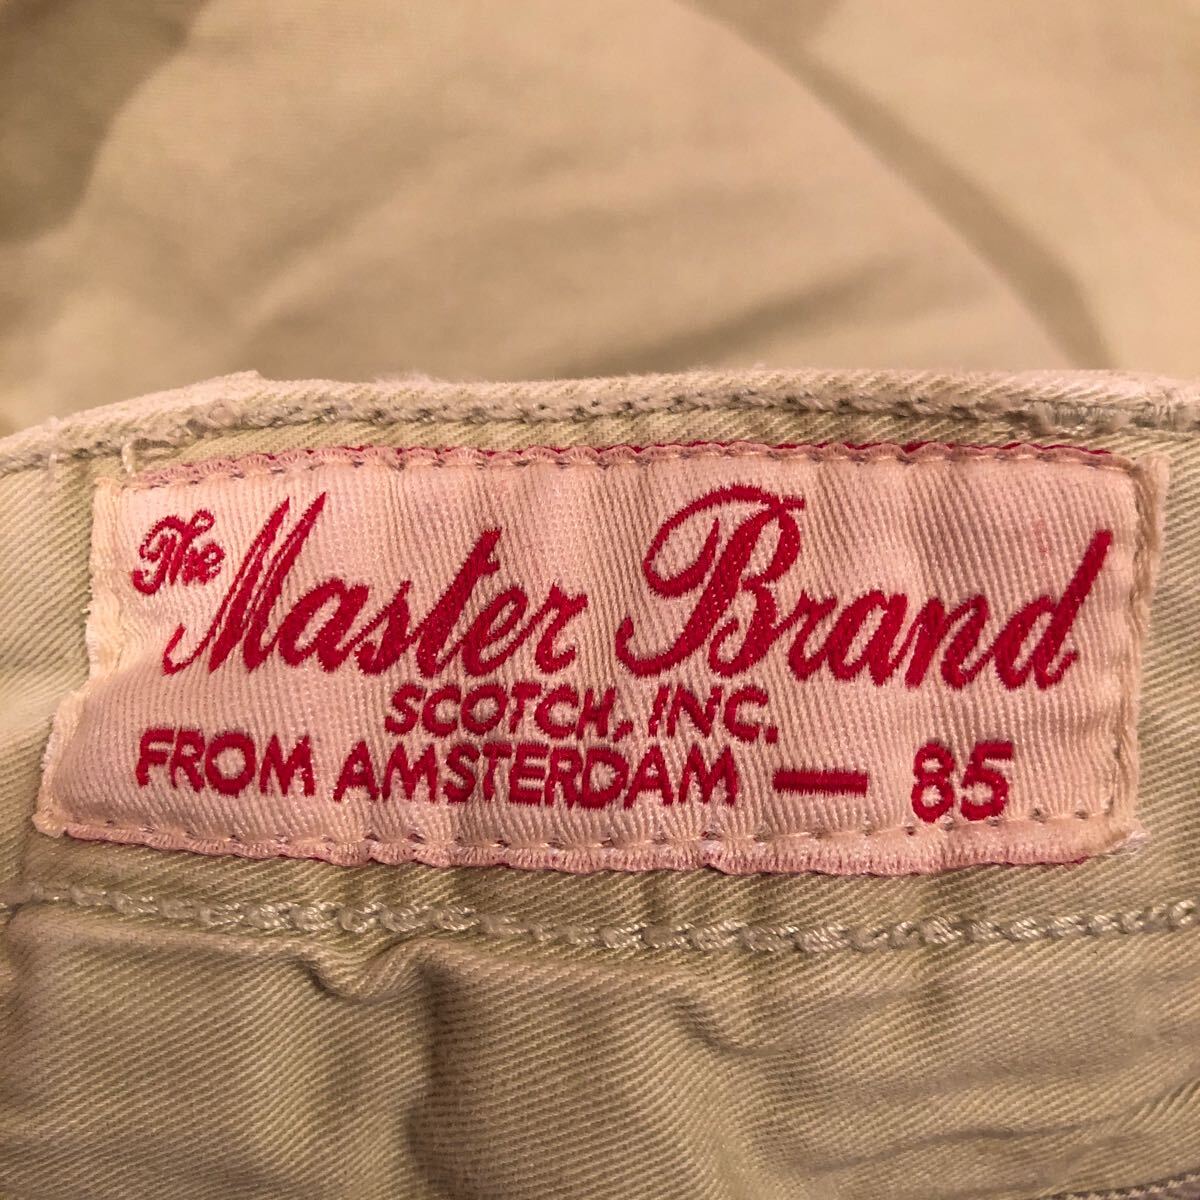 The Master Brand
SCOTCH, INC.
FROM AMSTERDAM — 85